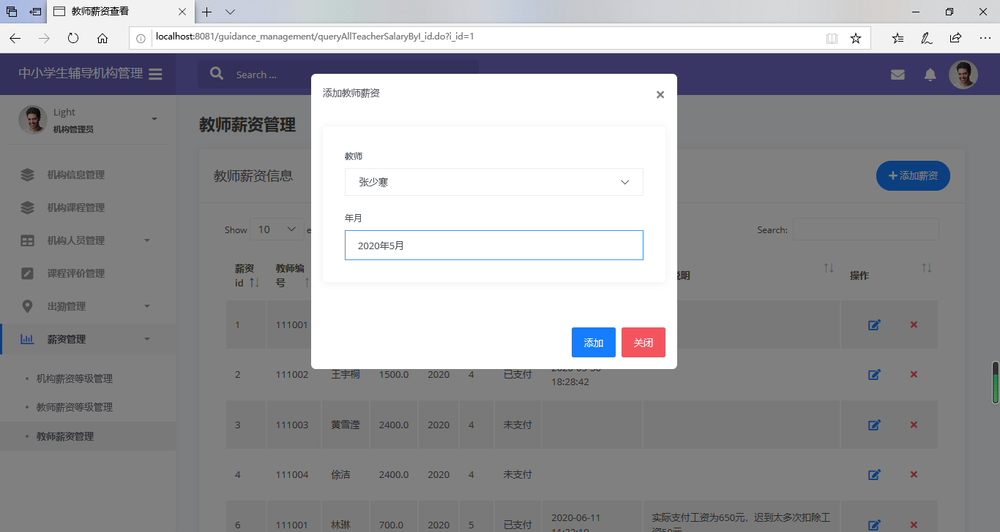 教师薪资查看
localhost:8081/guidance_management/queryAllTeacherSalaryByI_id.do?i_id=1
中小学生辅导机构管理
Search ...
Light
机构管理员
机构信息管理
机构课程管理
机构人员管理
课程评价管理
出勤管理
薪资管理
机构薪资等级管理
教师薪资等级管理
教师薪资管理
教师薪资管理
教师薪资信息
添加薪资
Show 10 e
Search:
薪资id 教师编号 说明 操作
1 111001
2 111002 王宇桐 1500.0 2020 4 已支付 18:28:42
3 111003 黄雪滢 2400.0 2020 4 未支付
4 111004 徐洁 2400.0 2020 4 未支付
6 111001 林琳 700.0 2020 5 已支付 2020-06-11 实际支付工资为650元，迟到太多次扣除工
添加教师薪资
×
教师
张少寒
年月
2020年5月
添加 关闭